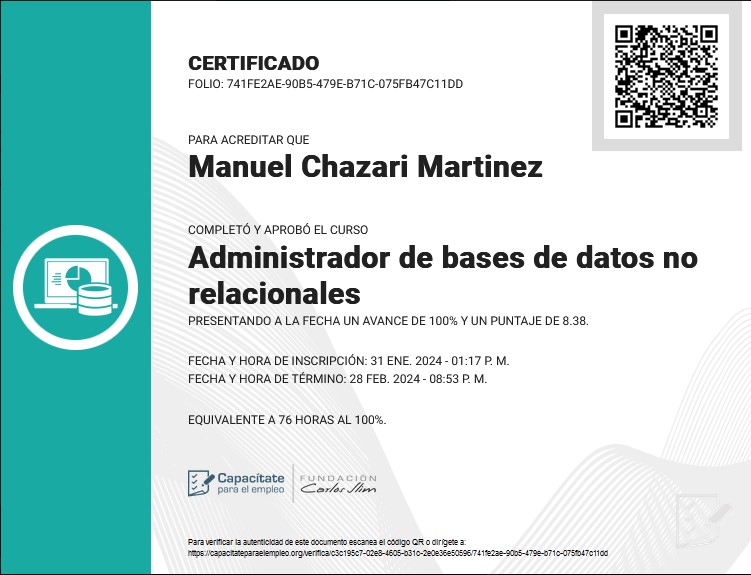 CERTIFICADO
FOLIO: 741FE2AE-90B5-479E-B71C-075FB47C11DD
PARA ACREDITAR QUE
Manuel Chazari Martinez
COMPLETÓ Y APROBÓ EL CURSO
Administrador de bases de datos no
relacionales
PRESENTANDO A LA FECHA UN AVANCE DE 100% Y UN PUNTAJE DE 8.38.
FECHA Y HORA DE INSCRIPCIÓN: 31 ENE. 2024 - 01:17 P. M.
FECHA Y HORA DE TÉRMINO: 28 FEB. 2024 - 08:53 P. M.
EQUIVALENTE A 76 HORAS AL 100%.
Capacítate
para el empleo
FUNDACIÓN
Carlos Slim
Para verificar la autenticidad de este documento escanea el código QR o dirígete a:
https://capacitateparaelempleo.org/verifica/c3c195c7-02e8-4605-b31c-2e0e36e50596/741fe2ae-90b5-479e-b71c-075fb47c11dd